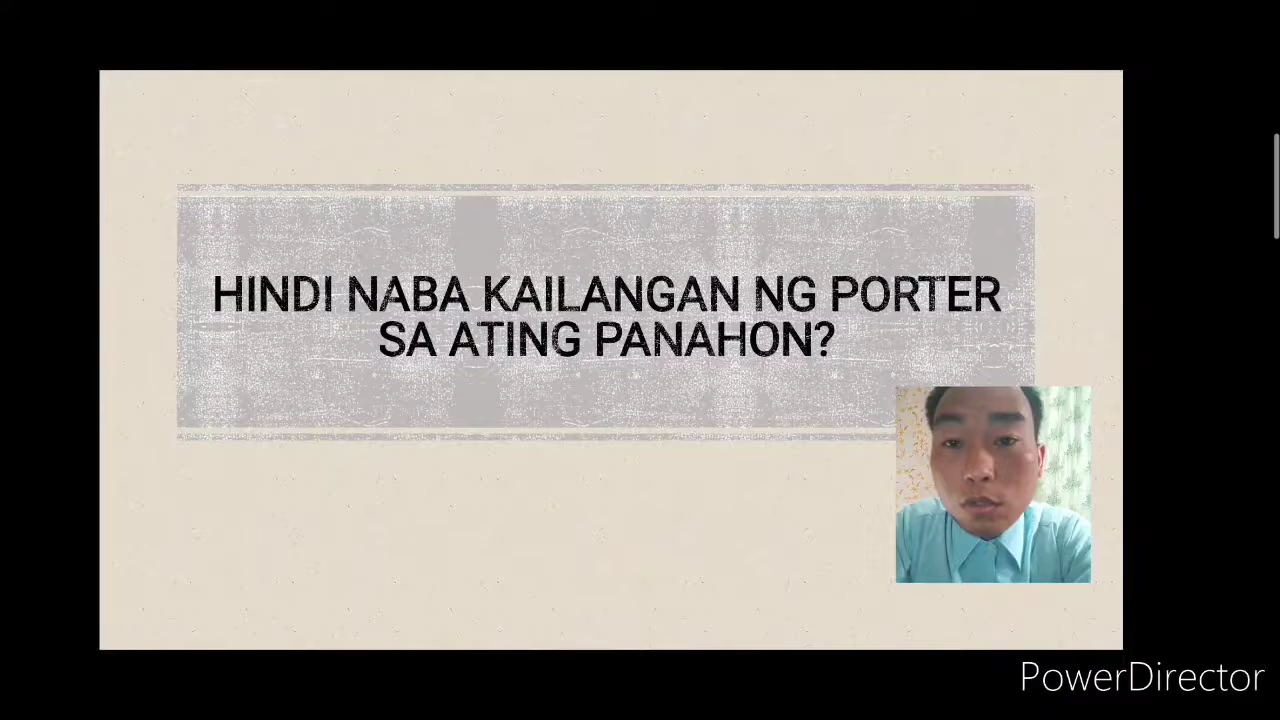 HINDI NABA KAILANGAN NG PORTER
SA ATING PANAHON?
PowerDirector